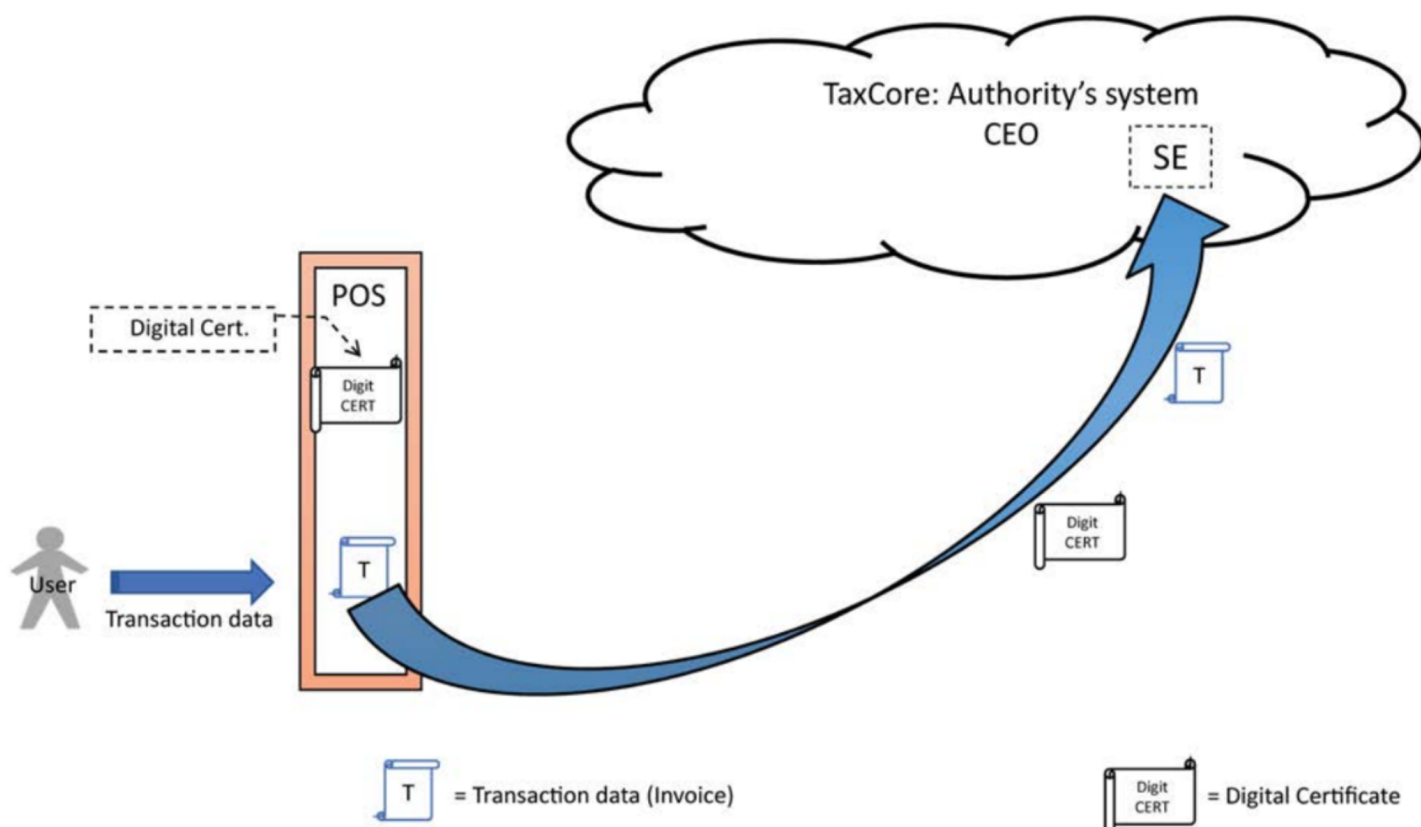 TaxCore: Authority's system
CEO
SE
POS
Digital Cert.
Digit
CERT
T
Digit
CERT
T
User
Transaction data
T
= Transaction data (Invoice)
Digit
CERT
= Digital Certificate